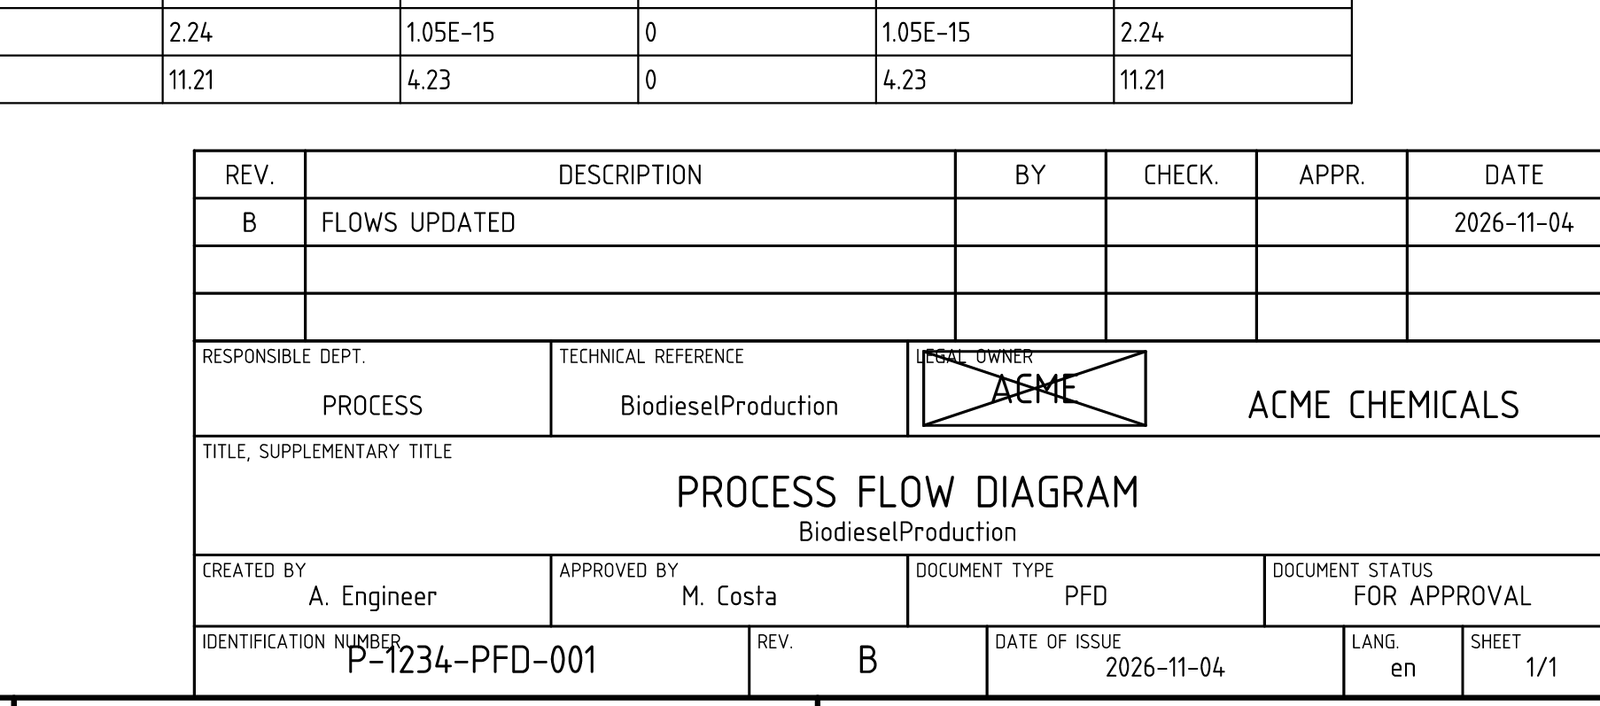 2.24 1.05E-15 0 1.05E-15 2.24
11.21 4.23 0 4.23 11.21
REV. DESCRIPTION BY CHECK. APPR. DATE
B FLOWS UPDATED 2026-11-04
RESPONSIBLE DEPT. TECHNICAL REFERENCE LEGAL OWNER
ACME
PROCESS BiodieselProduction ACME CHEMICALS
TITLE, SUPPLEMENTARY TITLE
PROCESS FLOW DIAGRAM
BiodieselProduction
CREATED BY APPROVED BY DOCUMENT TYPE DOCUMENT STATUS
A. Engineer M. Costa PFD FOR APPROVAL
IDENTIFICATION NUMBER REV. DATE OF ISSUE LANG. SHEET
P-1234-PFD-001 B 2026-11-04 en 1/1